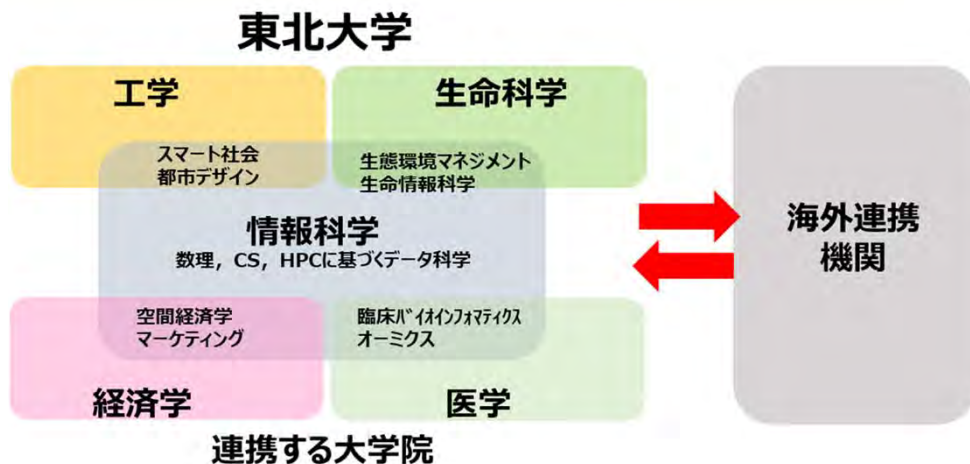 東北大学
工学
生命科学
スマート社会
都市デザイン
生態環境マネジメント
生命情報科学
情報科学
数理，CS，HPCに基づくデータ科学
空間経済学
マーケティング
臨床ﾊﾞｲｵｲﾝﾌｫﾏﾃｨｸｽ
オーミクス
経済学
医学
連携する大学院
海外連携
機関